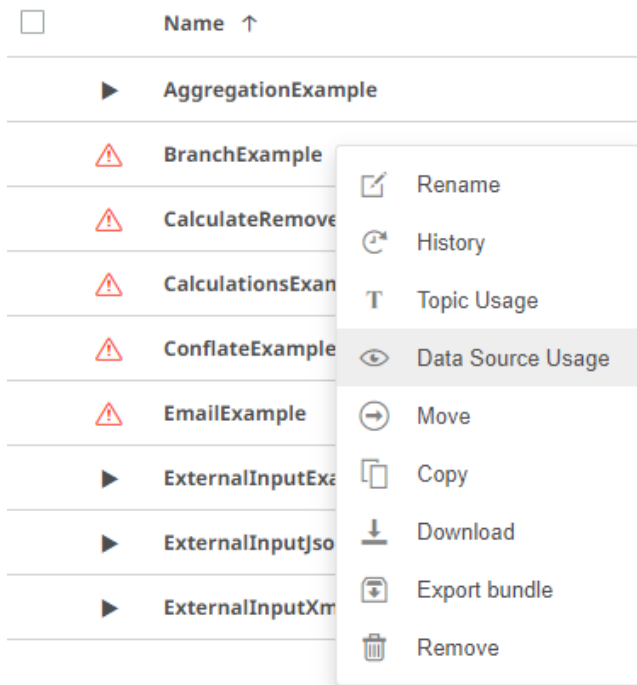 Name ↑
AggregationExample
BranchExample
Rename
CalculateRemove
History
CalculationsExam
Topic Usage
ConflateExample
Data Source Usage
EmailExample
Move
ExternalInputExa
Copy
ExternalInputJso
Download
Export bundle
ExternalInputXm
Remove